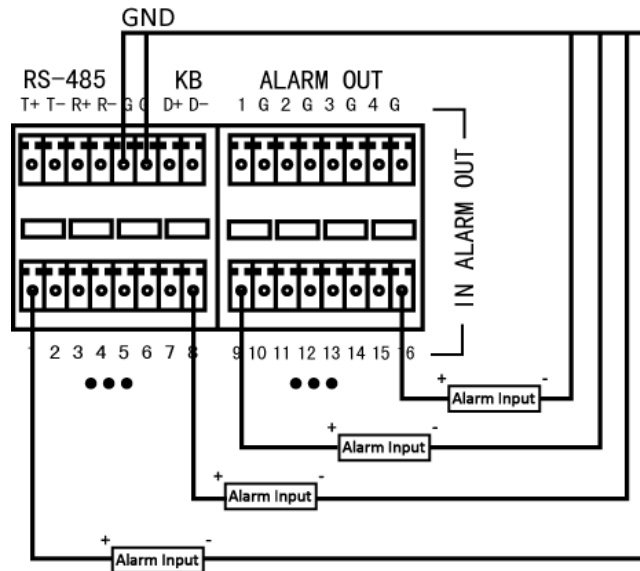 GND
RS-485 KB ALARM OUT
T+ T- R+ R- G G D+ D- 1 G 2 G 3 G 4 G
IN ALARM OUT
1 2 3 4 5 6 7 8 9 10 11 12 13 14 15 16
+ Alarm Input -
+ Alarm Input -
+ Alarm Input -
+ Alarm Input -